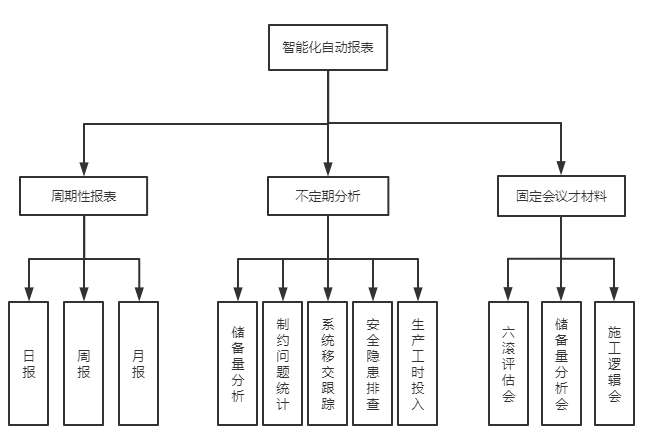 智能化自动报表
周期性报表
不定期分析
固定会议才材料
日报
周报
月报
储备量分析
制约问题统计
系统移交跟踪
安全隐患排查
生产工时投入
六滚评估会
储备量分析会
施工逻辑会